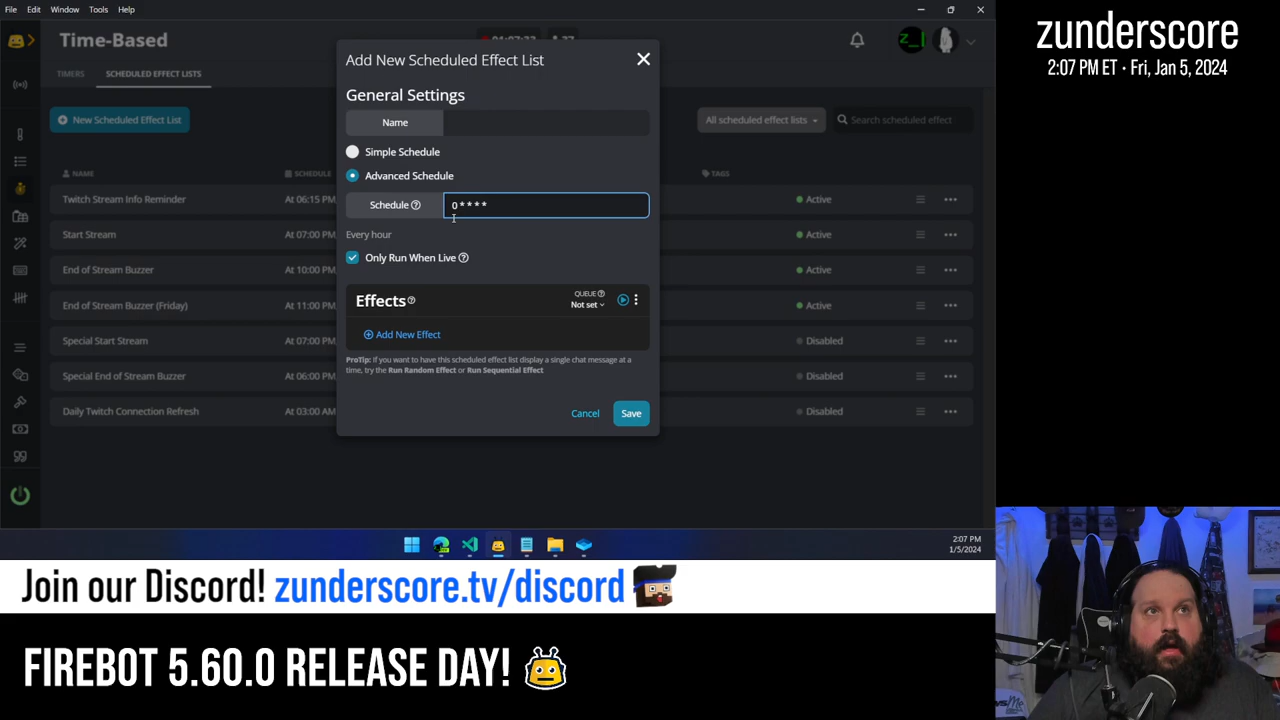 File Edit Window Tools Help
Time-Based
TIMERS SCHEDULED EFFECT LISTS
New Scheduled Effect List
All scheduled effect lists
Search scheduled effect
NAME SCHEDULE TAGS
Twitch Stream Info Reminder At 06:15 PM Active
Start Stream At 07:00 PM Active
End of Stream Buzzer At 10:00 PM Active
End of Stream Buzzer (Friday) At 11:00 PM Active
Special Start Stream At 07:00 PM Disabled
Special End of Stream Buzzer At 06:00 PM Disabled
Daily Twitch Connection Refresh At 03:00 AM Disabled
Add New Scheduled Effect List
General Settings
Name
Simple Schedule
Advanced Schedule
Schedule 0 * * * *
Every hour
Only Run When Live
Effects
QUEUE
Not set
Add New Effect
ProTip: If you want to have this scheduled effect list display a single chat message at a
time, try the Run Random Effect or Run Sequential Effect
Cancel Save
2:07 PM
1/5/2024
zunderscore
2:07 PM ET • Fri, Jan 5, 2024
Join our Discord! zunderscore.tv/discord
FIREBOT 5.60.0 RELEASE DAY!